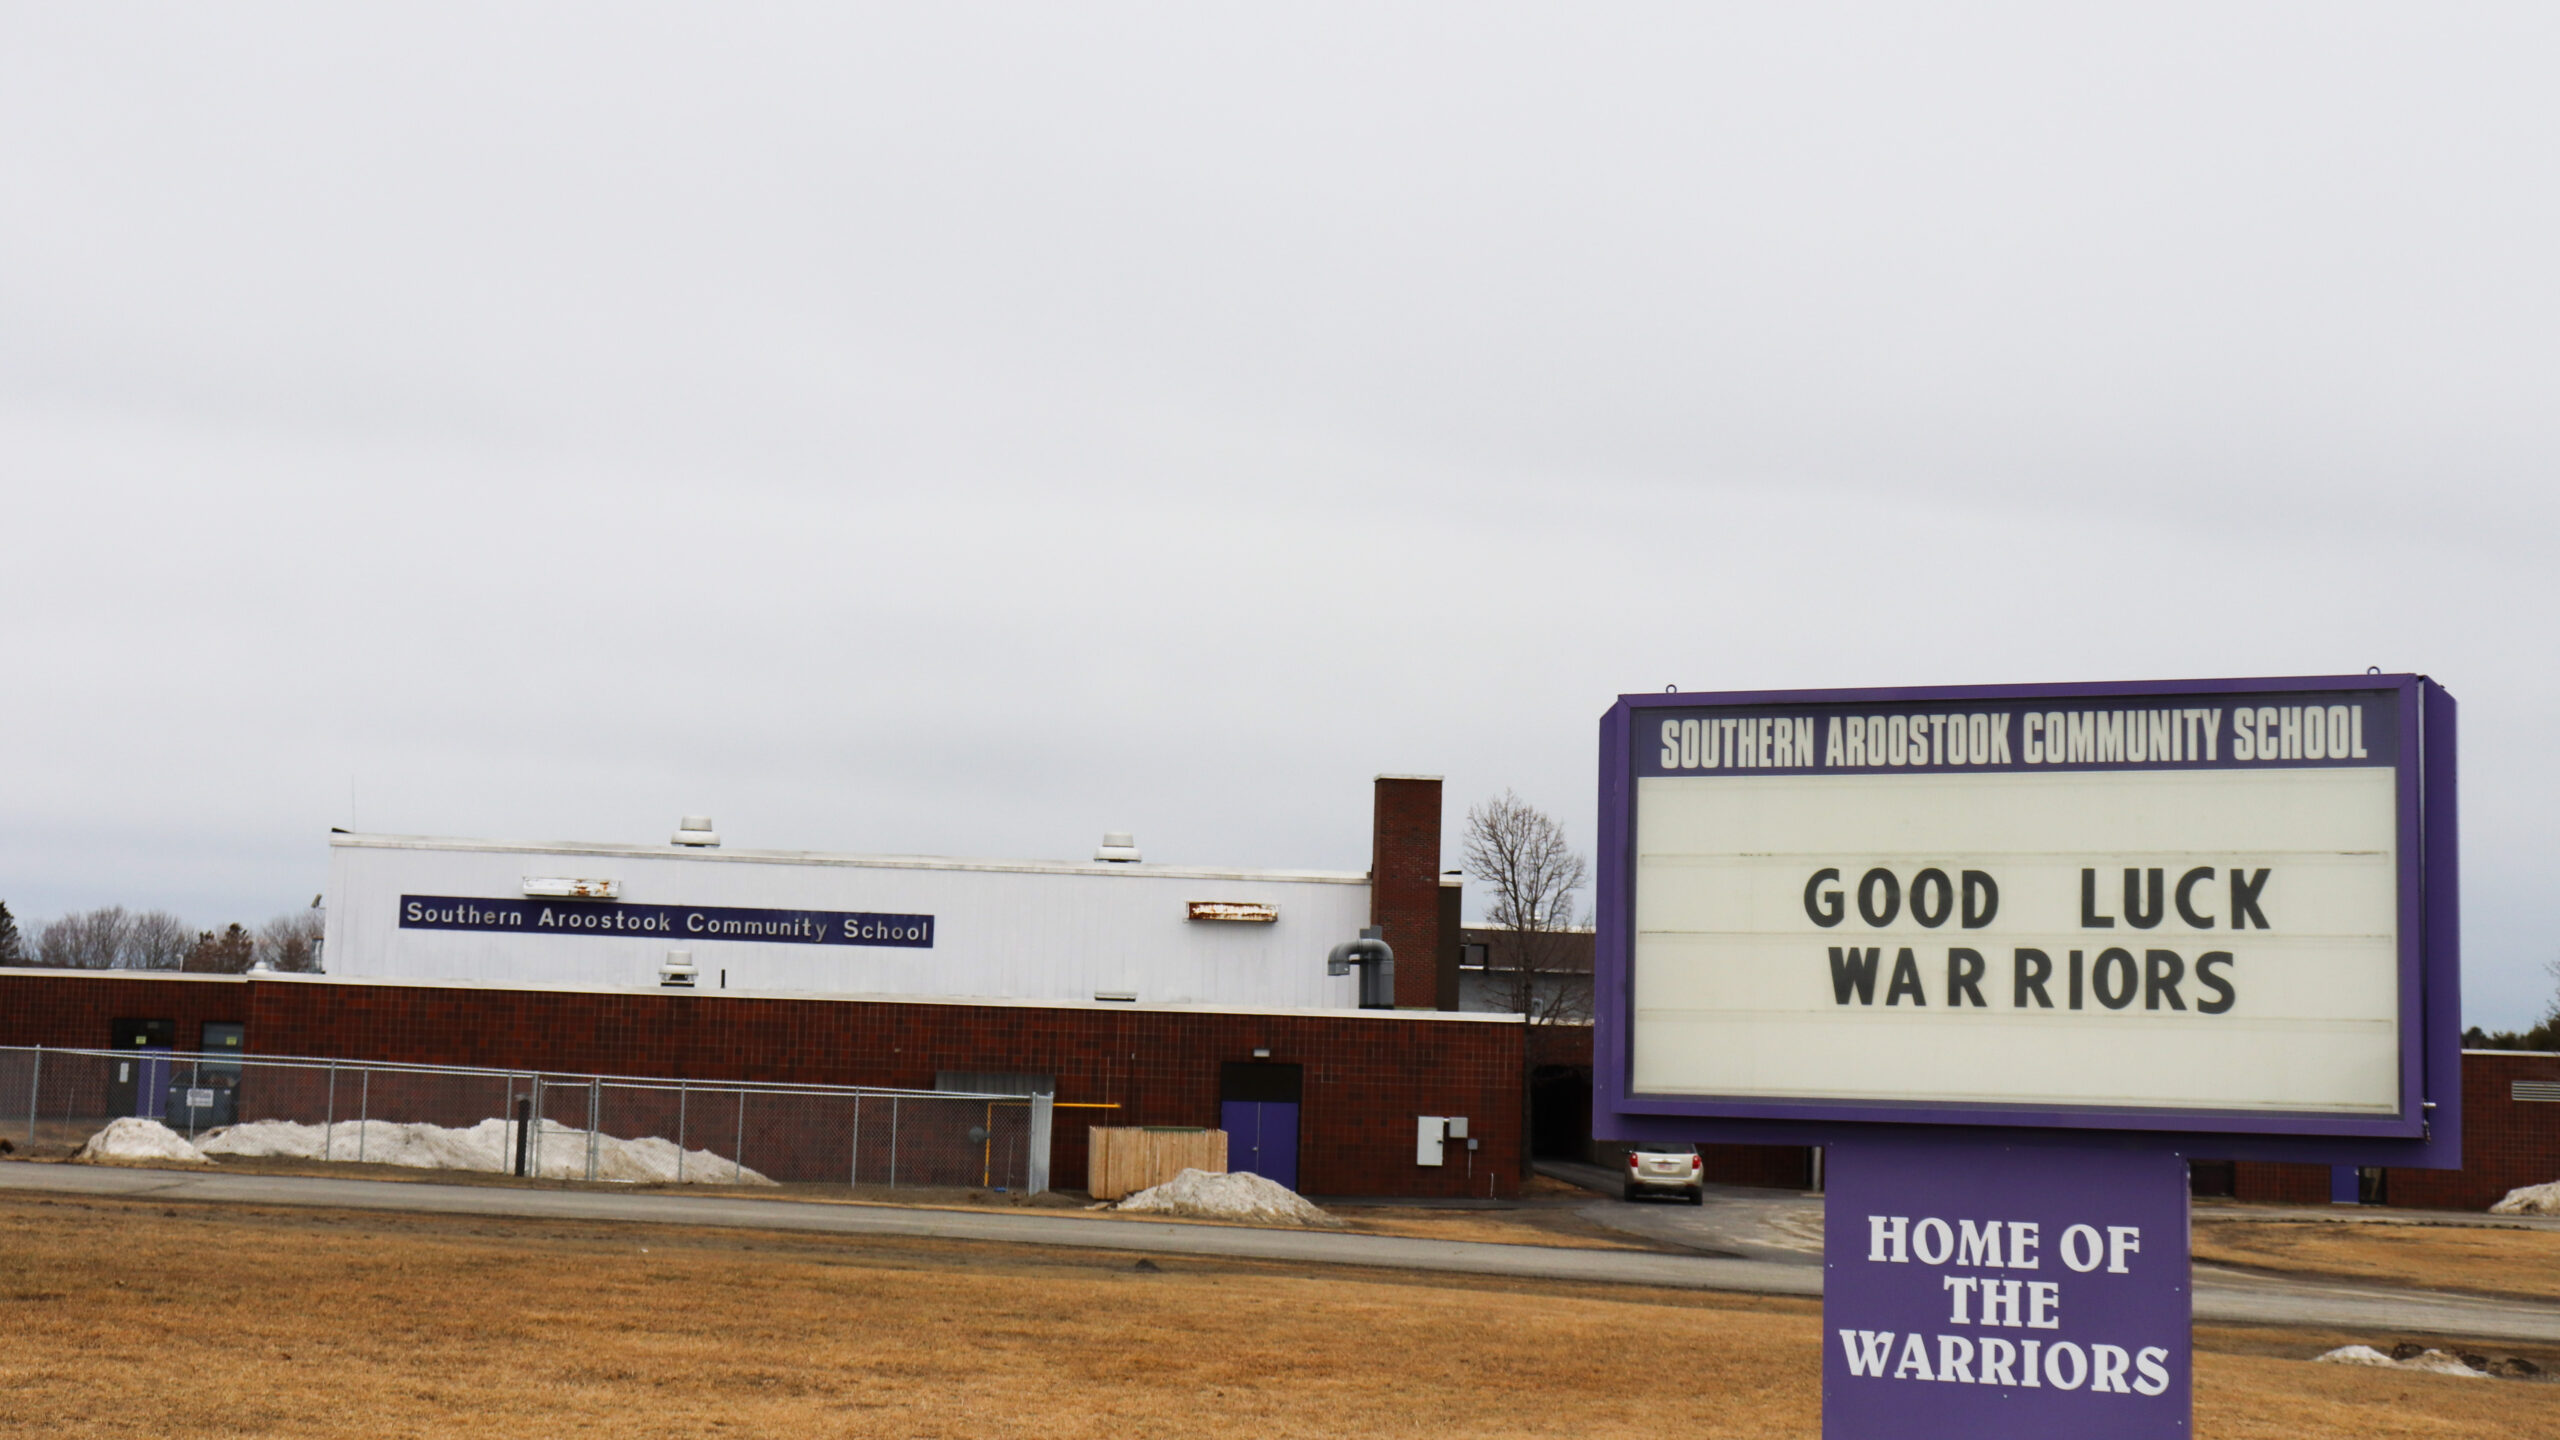 Southern Aroostook Community School
SOUTHERN AROOSTOOK COMMUNITY SCHOOL
GOOD LUCK
WARRIORS
HOME OF
THE
WARRIORS